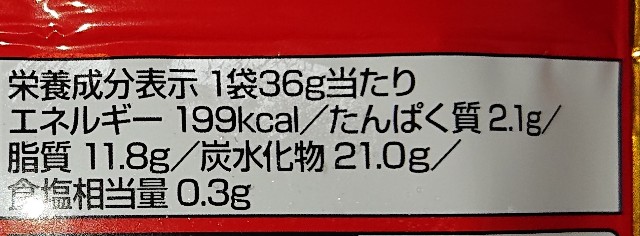 栄養成分表示 1袋36g当たり
エネルギー 199kcal／たんぱく質 2.1g／
脂質 11.8g／炭水化物 21.0g／
食塩相当量 0.3g